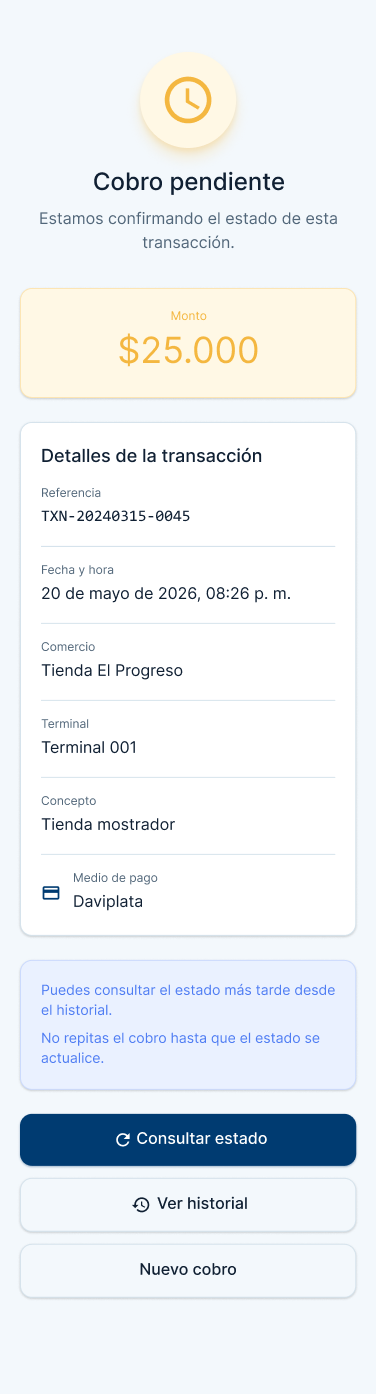 Cobro pendiente
Estamos confirmando el estado de esta
transacción.
Monto
$25.000
Detalles de la transacción
Referencia
TXN-20240315-0045
Fecha y hora
20 de mayo de 2026, 08:26 p. m.
Comercio
Tienda El Progreso
Terminal
Terminal 001
Concepto
Tienda mostrador
Medio de pago
Daviplata
Puedes consultar el estado más tarde desde
el historial.
No repitas el cobro hasta que el estado se
actualice.
Consultar estado
Ver historial
Nuevo cobro